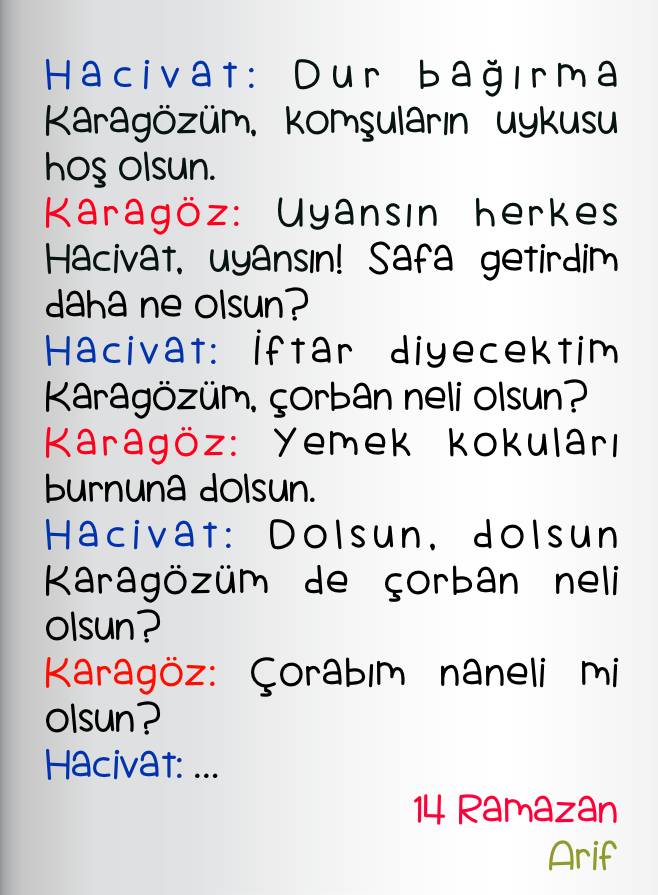 Hacivat: Dur bağırma
Karagözüm, komşuların uykusu
hoş olsun.
Karagöz: Uyansın herkes
Hacivat, uyansın! Safa getirdim
daha ne olsun?
Hacivat: İftar diyecektim
Karagözüm, çorban neli olsun?
Karagöz: Yemek kokuları
burnuna dolsun.
Hacivat: Dolsun, dolsun
Karagözüm de çorban neli
olsun?
Karagöz: Çorabım naneli mi
olsun?
Hacivat: ...
14 Ramazan
Arif